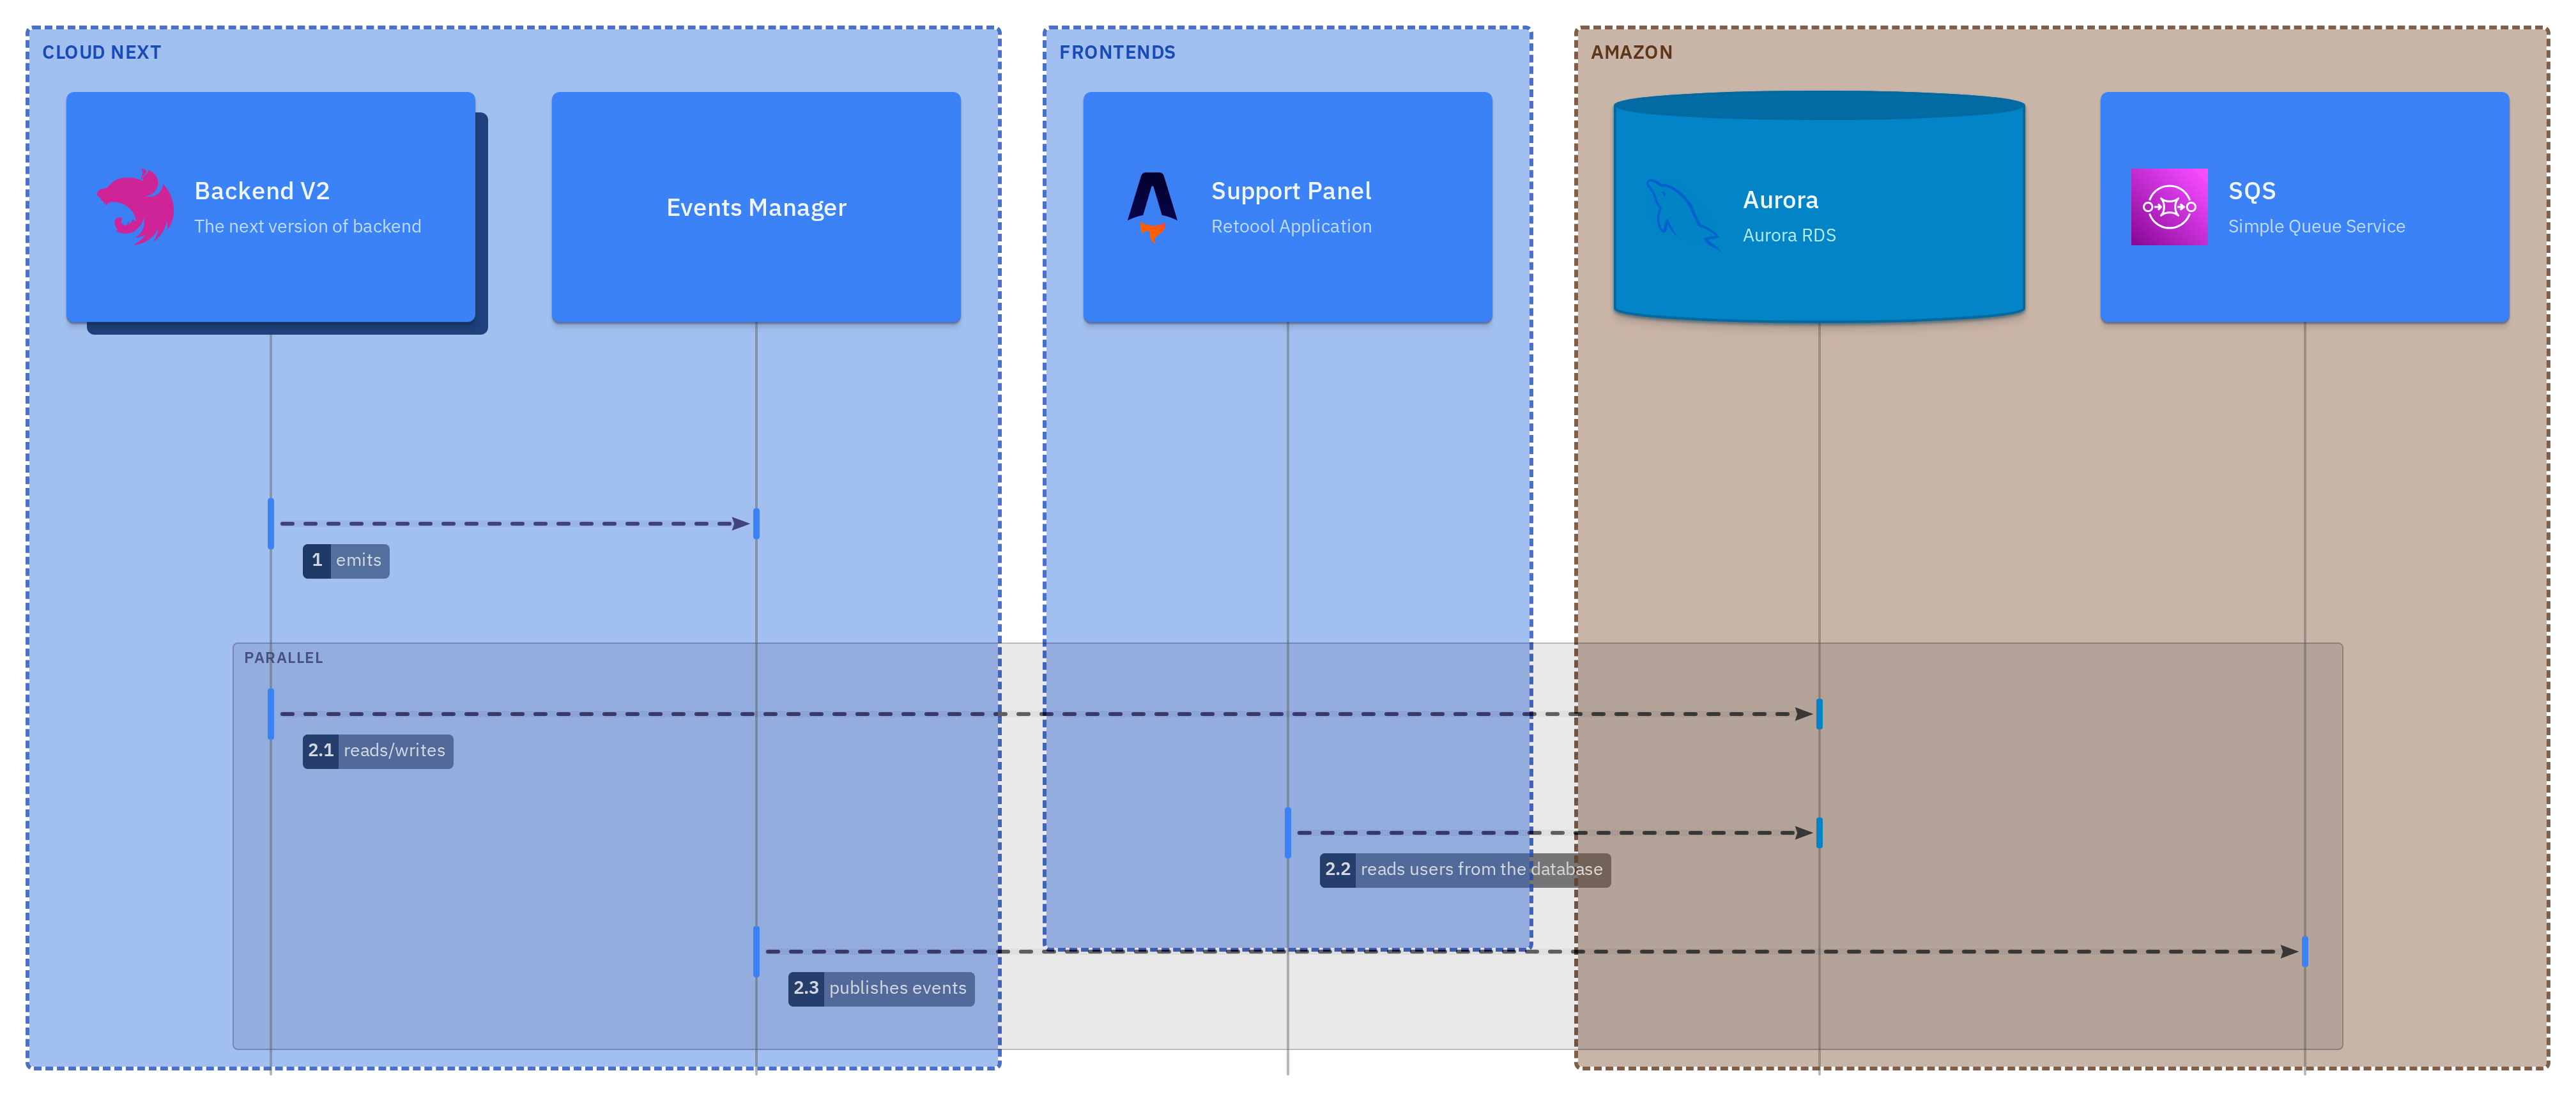 CLOUD NEXT
FRONTENDS
AMAZON
Backend V2
The next version of backend
Events Manager
Support Panel
Retoool Application
Aurora
Aurora RDS
SQS
Simple Queue Service
1 emits
PARALLEL
2.1 reads/writes
2.2 reads users from the database
2.3 publishes events